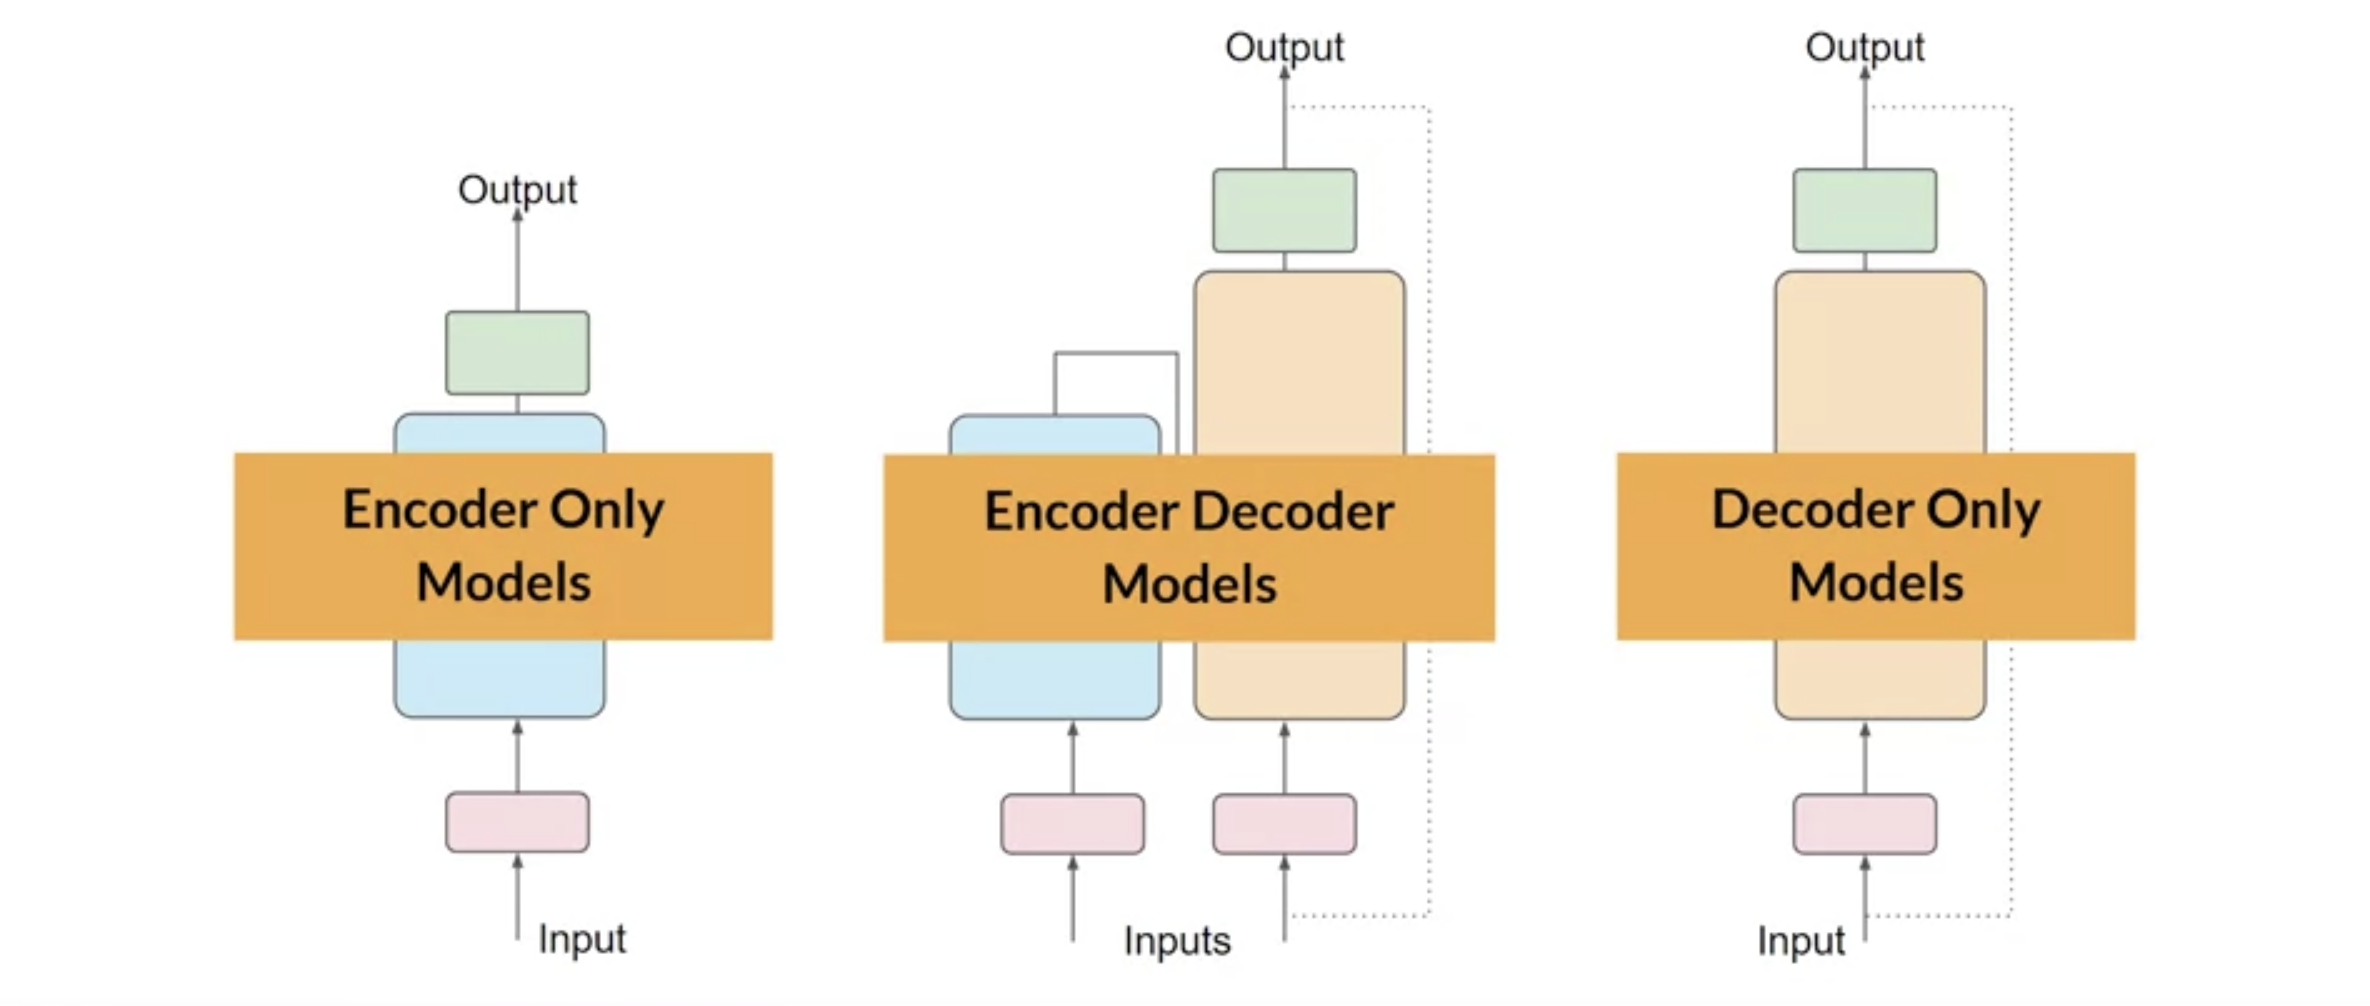 Output
Encoder Only
Models
Input
Output
Encoder Decoder
Models
Inputs
Output
Decoder Only
Models
Input